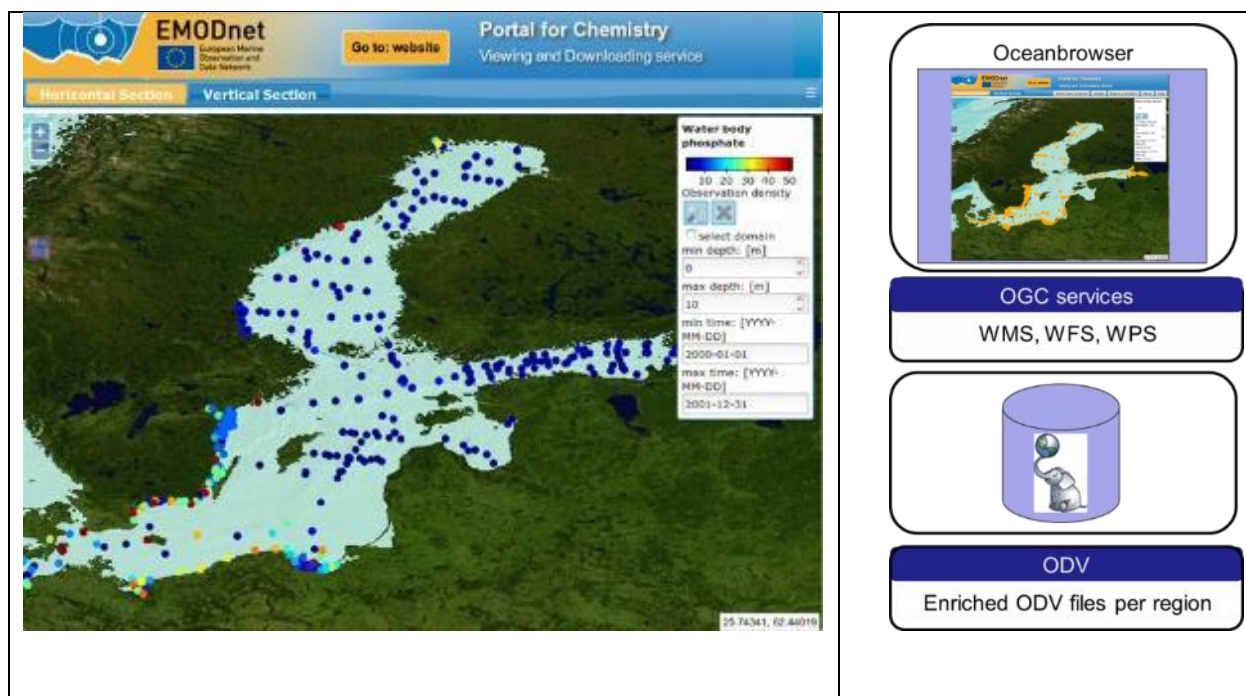 EMODnet
European Marine
Observation and
Data Network
Go to: website
Portal for Chemistry
Viewing and Downloading service
Horizontal Section
Vertical Section
Water body
phosphate
10 20 30 40 50
Observation density
select domain
min depth: [m]
0
max depth: [m]
10
min time: [YYYY-
MM-DD]
2000-01-01
max time: [YYYY-
MM-DD]
2001-12-31
25.74341, 62.44019
Oceanbrowser
EMODnet
OGC services
WMS, WFS, WPS
ODV
Enriched ODV files per region